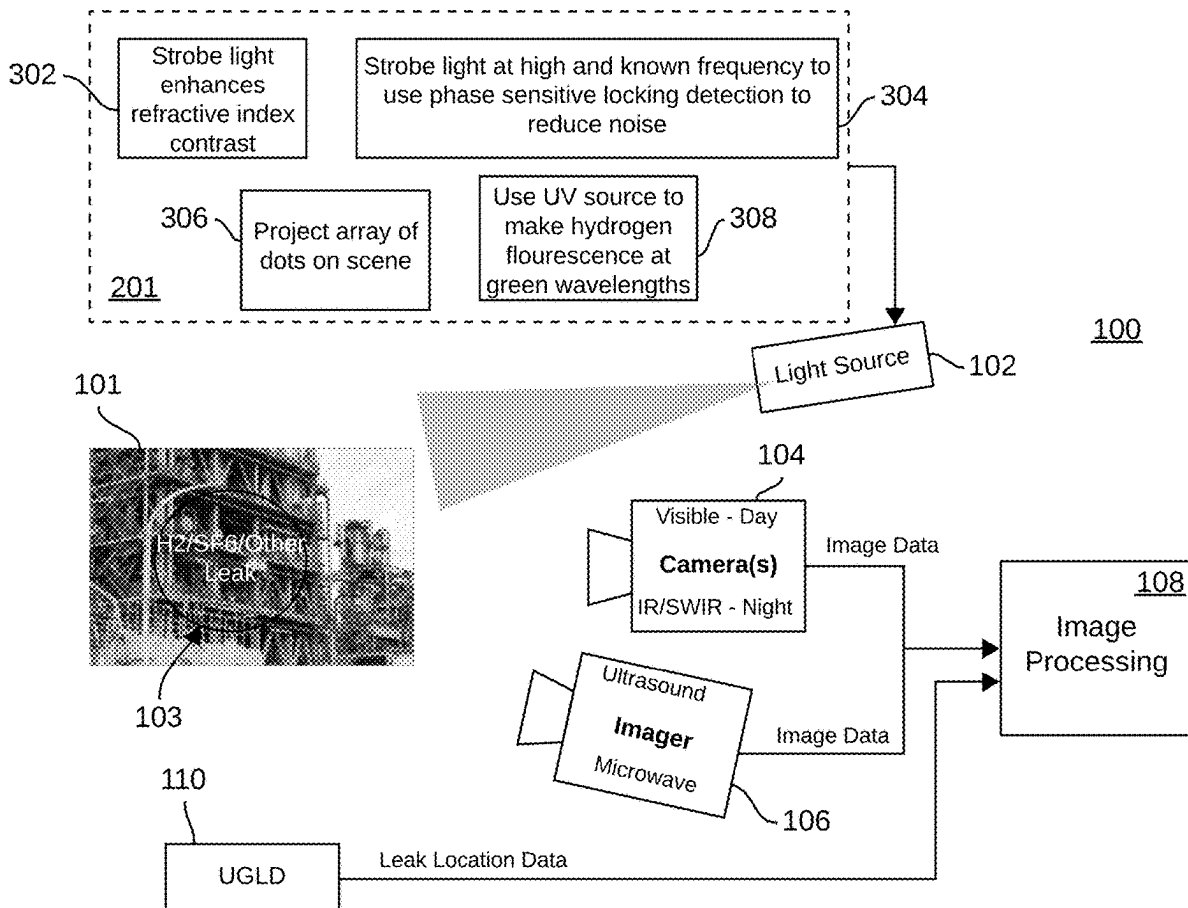 302
Strobe light
enhances
refractive index
contrast
Strobe light at high and known frequency to
use phase sensitive locking detection to
reduce noise
304
306
Project array of
dots on scene
Use UV source to
make hydrogen
flourescence at
green wavelengths
308
201
100
Light Source
102
101
H2/SF6/Other
Leak
103
104
Visible - Day
Camera(s)
IR/SWIR - Night
Image Data
108
Image
Processing
Ultrasound
Imager
Microwave
Image Data
106
110
UGLD
Leak Location Data